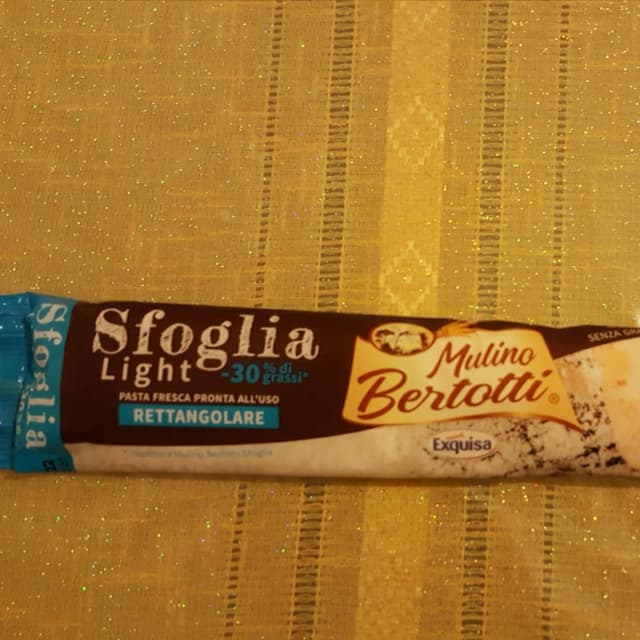 Sfoglia
Sfoglia
Light
-30% di
grassi*
PASTA FRESCA PRONTA ALL'USO
RETTANGOLARE
Mulino
Bertotti®
Exquisa
SENZA